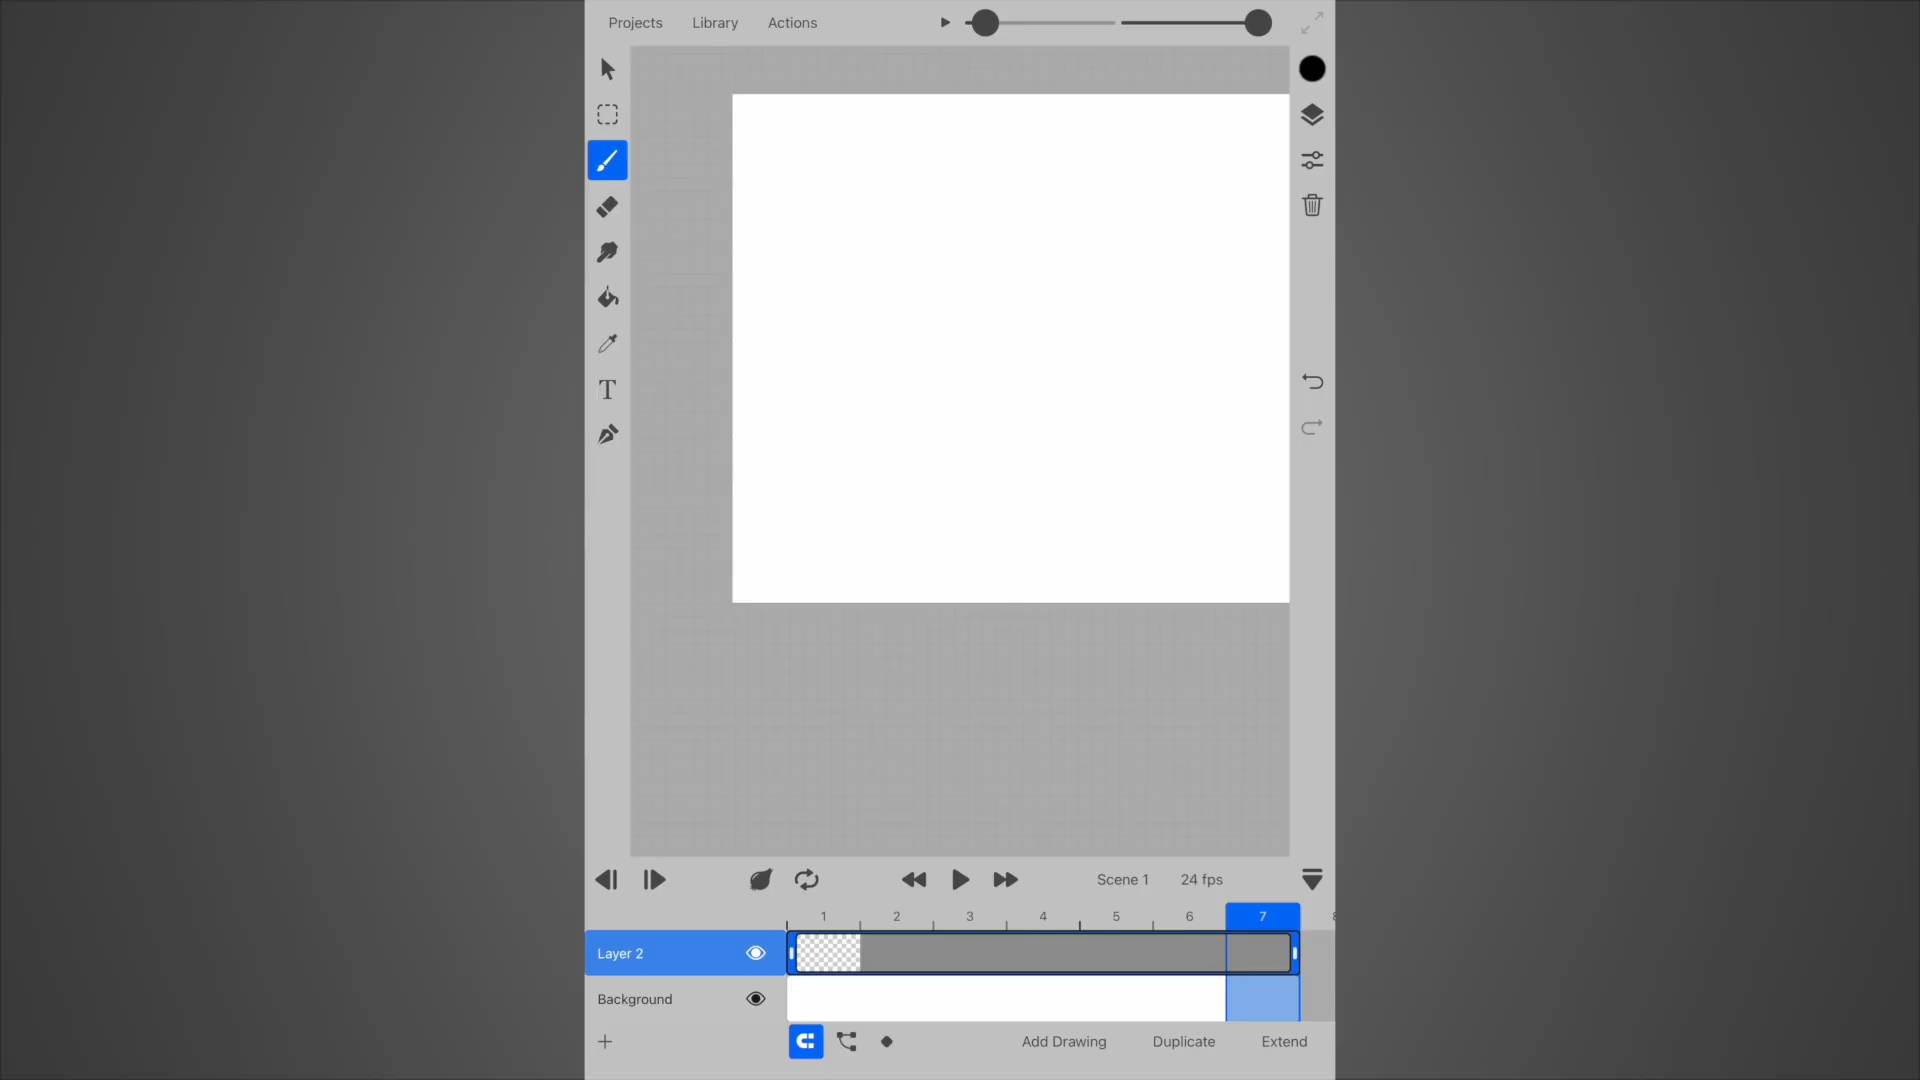 Projects Library Actions
T
Scene 1 24 fps
1 2 3 4 5 6 7
Layer 2
Background
Add Drawing Duplicate Extend